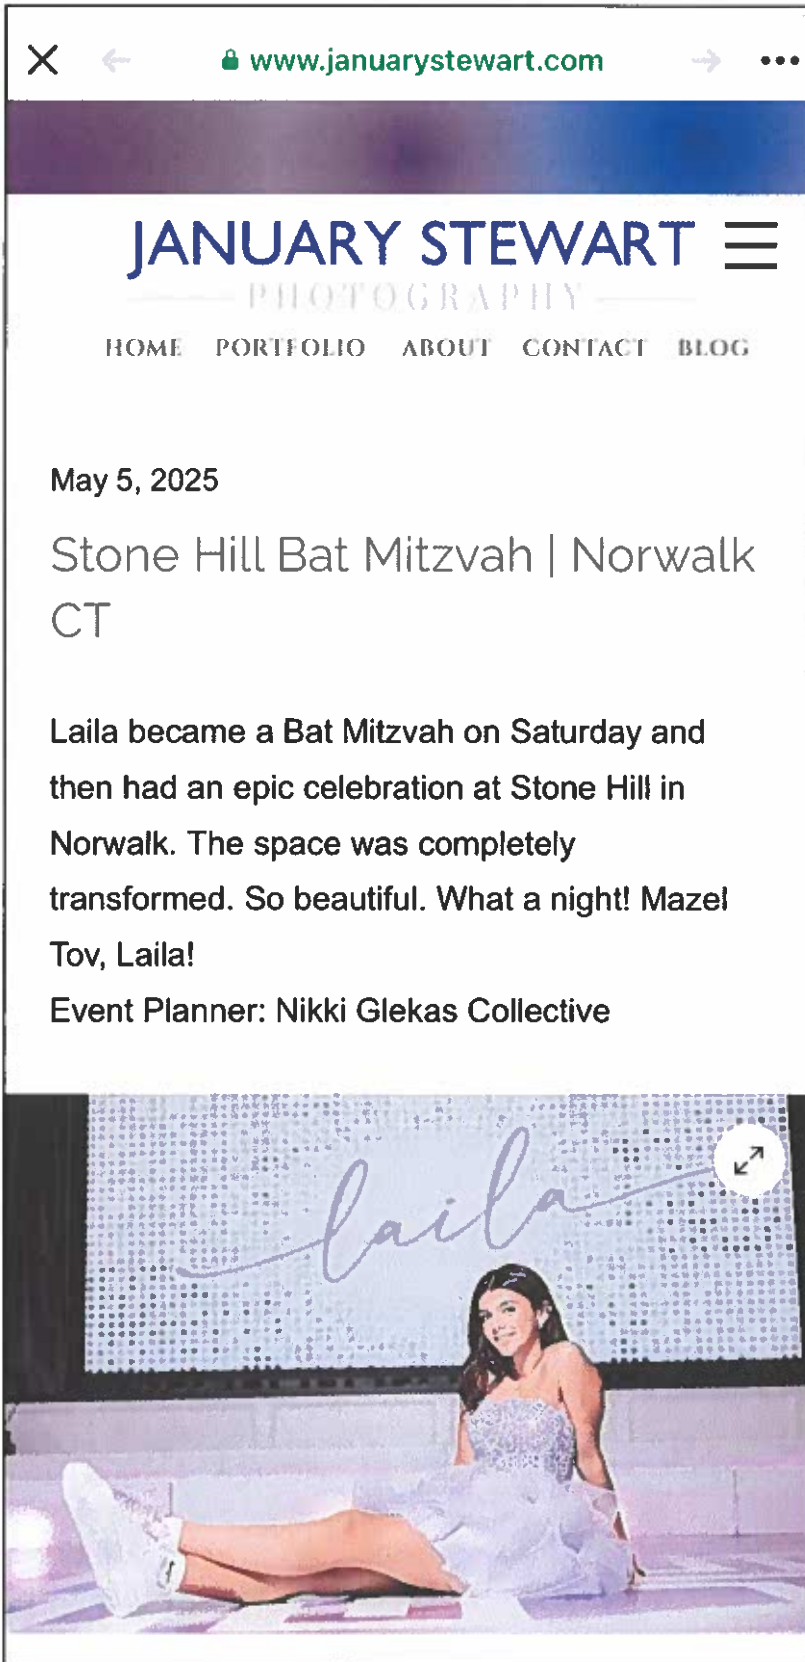 www.januarystewart.com
JANUARY STEWART
PHOTOGRAPHY
HOME PORTFOLIO ABOUT CONTACT BLOG
May 5, 2025
Stone Hill Bat Mitzvah | Norwalk
CT
Laila became a Bat Mitzvah on Saturday and
then had an epic celebration at Stone Hill in
Norwalk. The space was completely
transformed. So beautiful. What a night! Mazel
Tov, Laila!
Event Planner: Nikki Glekas Collective
laila